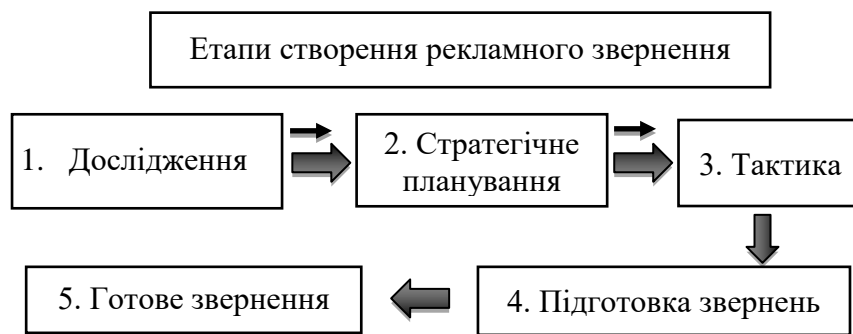 Етапи створення рекламного звернення
1. Дослідження
2. Стратегічне
планування
3. Тактика
5. Готове звернення
4. Підготовка звернень